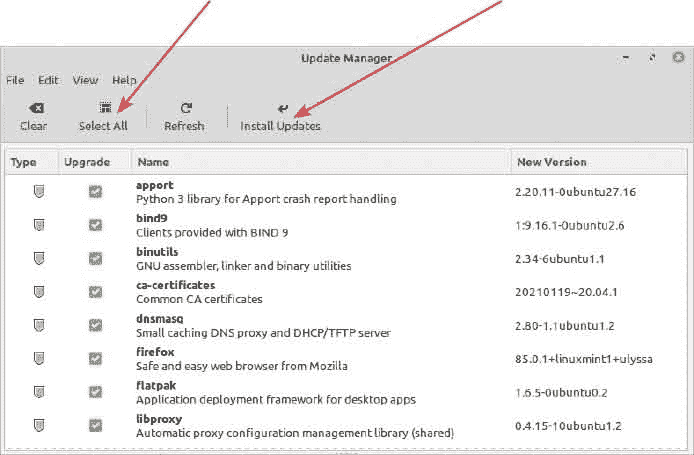 Update Manager
File Edit View Help
Clear Select All Refresh Install Updates
Type Upgrade Name New Version
apport
Python 3 library for Apport crash report handling
2.20.11-0ubuntu27.16
bind9
Clients provided with BIND 9
1:9.16.1-0ubuntu2.6
binutils
GNU assembler, linker and binary utilities
2.34-6ubuntu1.1
ca-certificates
Common CA certificates
20210119~20.04.1
dnsmasq
Small caching DNS proxy and DHCP/TFTP server
2.80-1.1ubuntu1.2
firefox
Safe and easy web browser from Mozilla
85.0.1+linuxmint1+ulyssa
flatpak
Application deployment framework for desktop apps
1.6.5-0ubuntu0.2
libproxy
Automatic proxy configuration management library (shared)
0.4.15-10ubuntu1.2